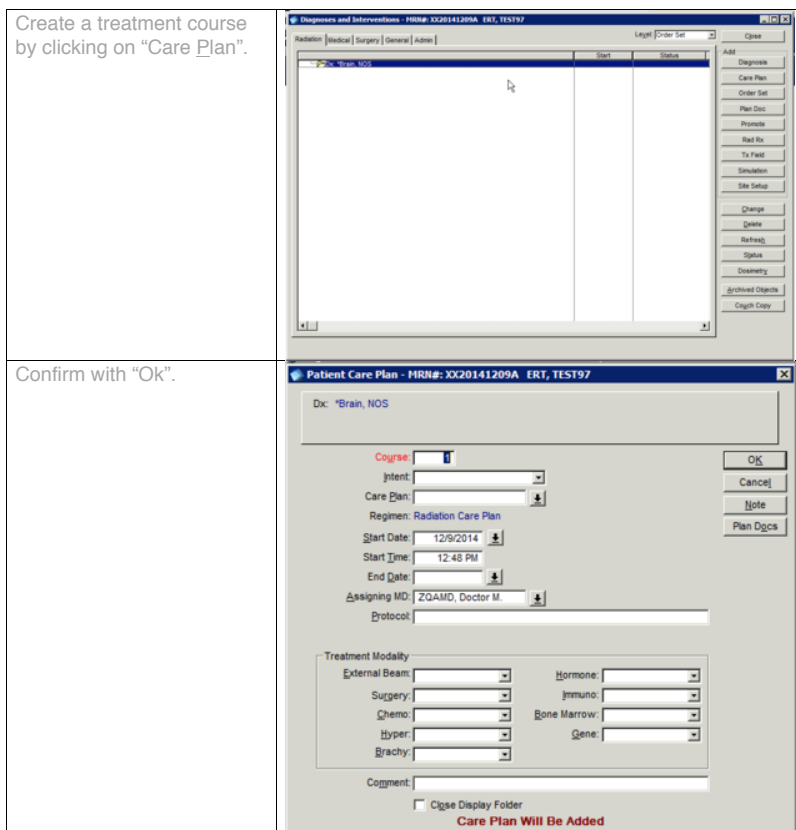 Create a treatment course
by clicking on “Care Plan”.
Diagnoses and Interventions - MRN#: XX20141209A ERT, TEST97
Radiation Medical Surgery General Admin
Level: Order Set
Close
Start Status
Dx: *Brain, NOS
Add
Diagnosis
Care Plan
Order Set
Plan Doc
Promote
Rad Rx
Tx Field
Simulation
Site Setup
Change
Delete
Refresh
Status
Dosimetry
Archived Objects
Couch Copy
Confirm with “Ok”.
Patient Care Plan - MRN#: XX20141209A ERT, TEST97
Dx: *Brain, NOS
Course: 1
Intent:
Care Plan:
Regimen: Radiation Care Plan
Start Date: 12/9/2014
Start Time: 12:48 PM
End Date:
Assigning MD: ZQAMD, Doctor M.
Protocol:
OK
Cancel
Note
Plan Docs
Treatment Modality
External Beam: Hormone:
Surgery: Immuno:
Chemo: Bone Marrow:
Hyper: Gene:
Brachy:
Comment:
Close Display Folder
Care Plan Will Be Added